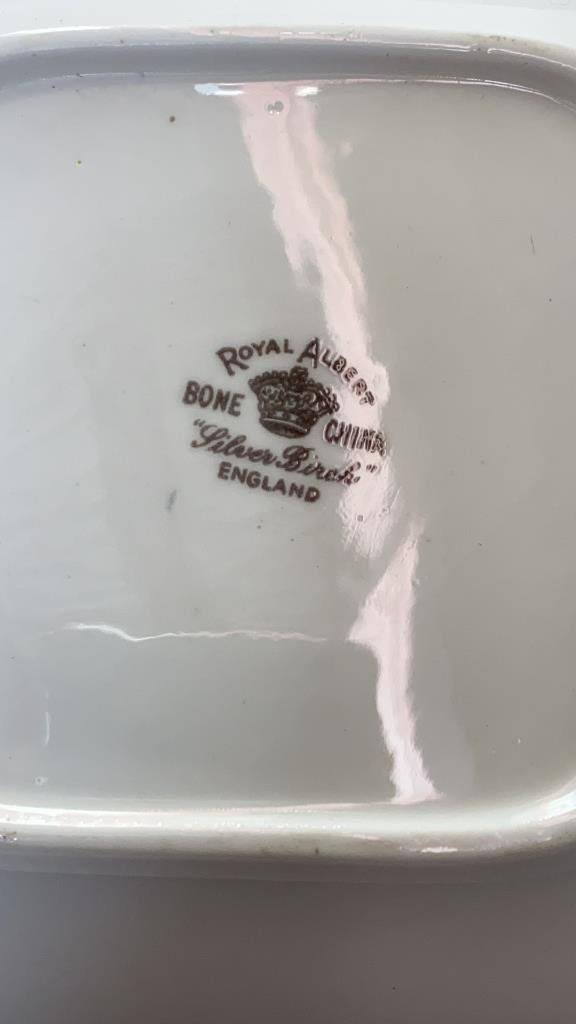 ROYAL ALBERT
BONE CHINA
"Silver Birch"
ENGLAND